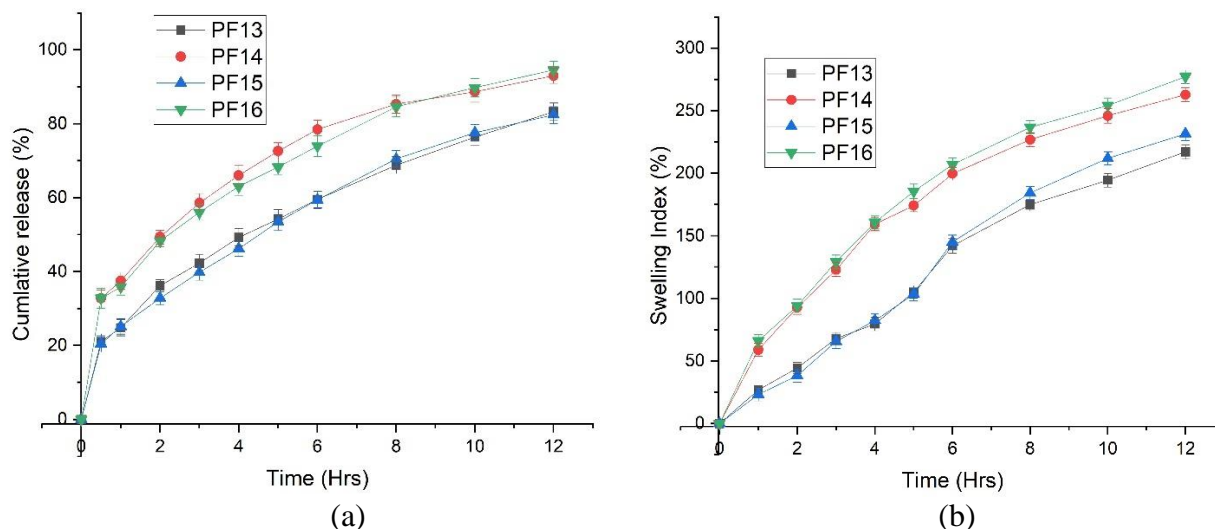 PF13
PF14
PF15
PF16
100
80
60
40
20
0
Cumlative release (%)
0 2 4 6 8 10 12
Time (Hrs)
(a)
PF13
PF14
PF15
PF16
300
250
200
150
100
50
0
Swelling Index (%)
0 2 4 6 8 10 12
Time (Hrs)
(b)